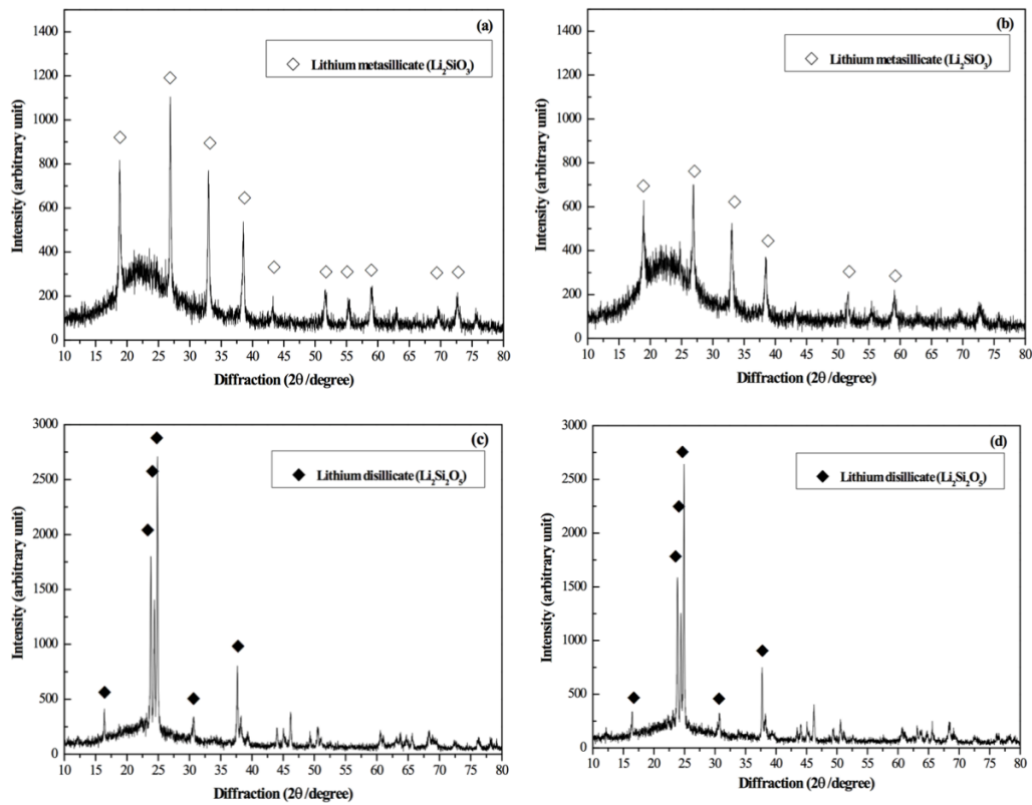 (a)
Lithium metasillicate (Li₂SiO₃)
1400
1200
1000
800
600
400
200
0
Intensity (arbitrary unit)
10 15 20 25 30 35 40 45 50 55 60 65 70 75 80
Diffraction (2θ /degree)
(b)
Lithium metasillicate (Li₂SiO₃)
1400
1200
1000
800
600
400
200
0
Intensity (arbitrary unit)
10 15 20 25 30 35 40 45 50 55 60 65 70 75 80
Diffraction (2θ /degree)
(c)
Lithium disillicate (Li₂Si₂O₅)
3000
2500
2000
1500
1000
500
0
Intensity (arbitrary unit)
10 15 20 25 30 35 40 45 50 55 60 65 70 75 80
Diffraction (2θ /degree)
(d)
Lithium disillicate (Li₂Si₂O₅)
3000
2500
2000
1500
1000
500
0
Intensity (arbitrary unit)
10 15 20 25 30 35 40 45 50 55 60 65 70 75 80
Diffraction (2θ /degree)